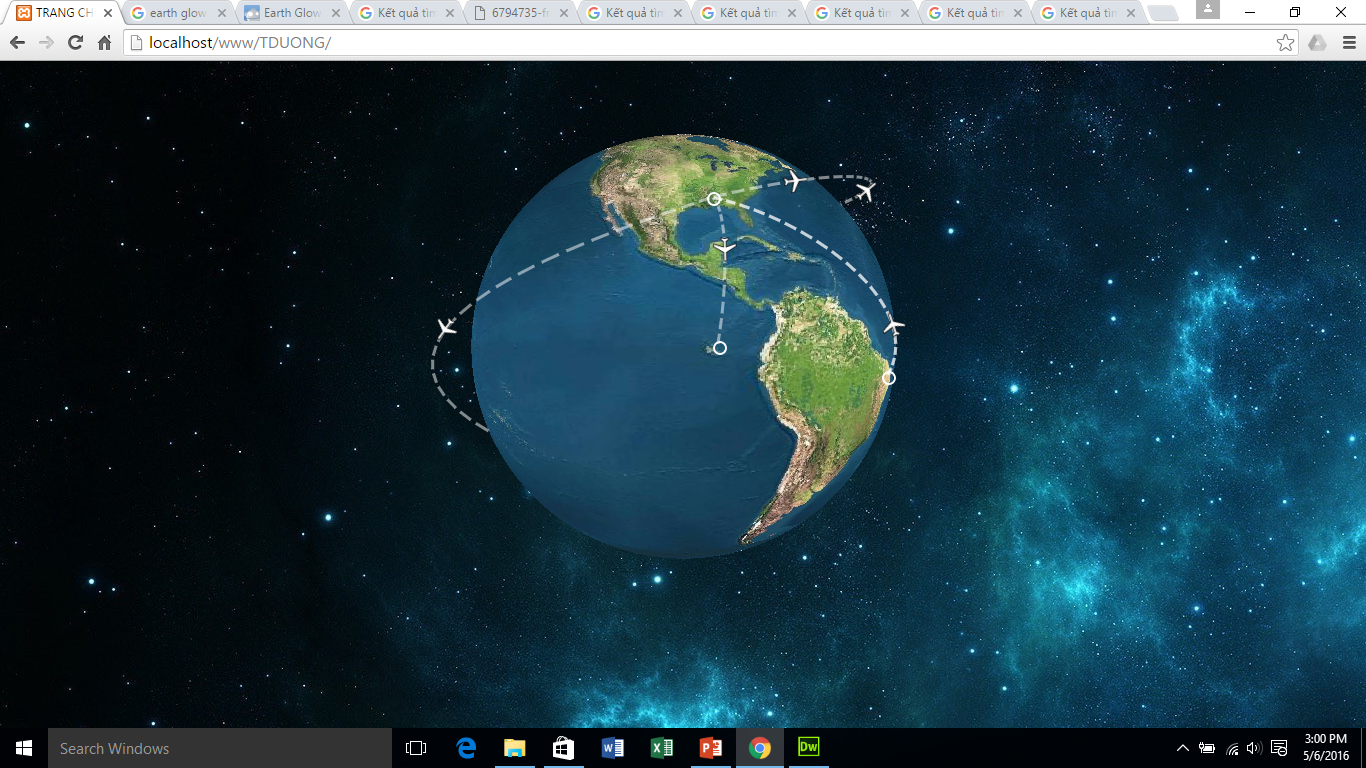 TRANG CH
earth glow
Earth Glow
Kết quả tìm
6794735-fr
Kết quả tìm
Kết quả tìm
Kết quả tìm
Kết quả tìm
Kết quả tìm
localhost/www/TDUONG/
Search Windows
Dw
3:00 PM
5/6/2016